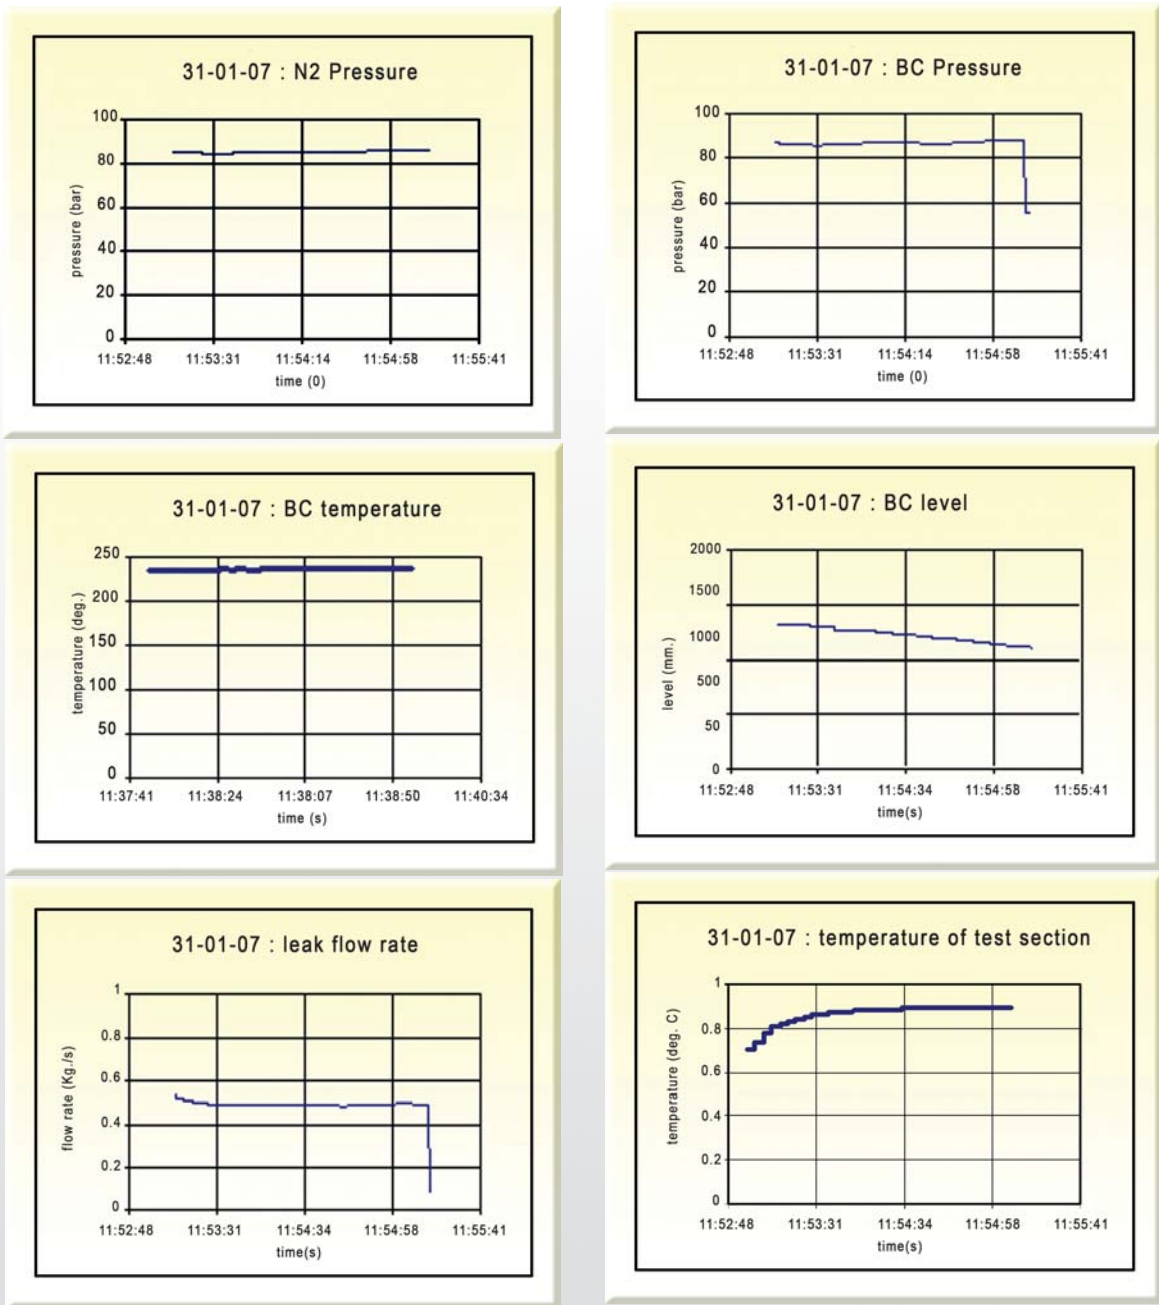 31-01-07 : N2 Pressure
100
80
60
40
20
0
pressure (bar)
11:52:48 11:53:31 11:54:14 11:54:58 11:55:41
time (0)
31-01-07 : BC Pressure
100
80
60
40
20
0
pressure (bar)
11:52:48 11:53:31 11:54:14 11:54:58 11:55:41
time (0)
31-01-07 : BC temperature
250
200
150
100
50
0
temperature (deg.)
11:37:41 11:38:24 11:38:07 11:38:50 11:40:34
time (s)
31-01-07 : BC level
2000
1500
1000
500
50
0
level (mm.)
11:52:48 11:53:31 11:54:34 11:54:58 11:55:41
time(s)
31-01-07 : leak flow rate
1
0.8
0.6
0.4
0.2
0
flow rate (Kg./s)
11:52:48 11:53:31 11:54:34 11:54:58 11:55:41
time(s)
31-01-07 : temperature of test section
1
0.8
0.6
0.4
0.2
0
temperature (deg. C)
11:52:48 11:53:31 11:54:34 11:54:58 11:55:41
time(s)